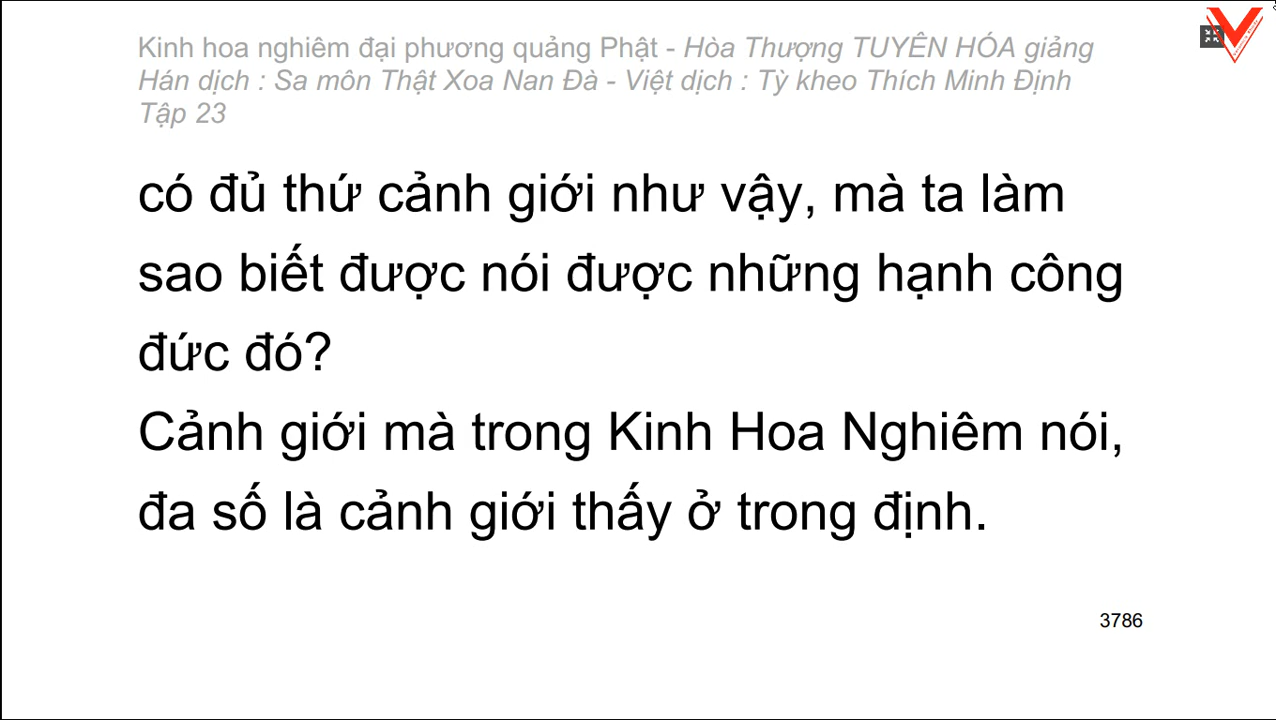 Kinh hoa nghiêm đại phương quảng Phật - Hòa Thượng TUYÊN HÓA giảng
Hán dịch : Sa môn Thật Xoa Nan Đà - Việt dịch : Tỳ kheo Thích Minh Định
Tập 23
có đủ thứ cảnh giới như vậy, mà ta làm
sao biết được nói được những hạnh công
đức đó?
Cảnh giới mà trong Kinh Hoa Nghiêm nói,
đa số là cảnh giới thấy ở trong định.
3786